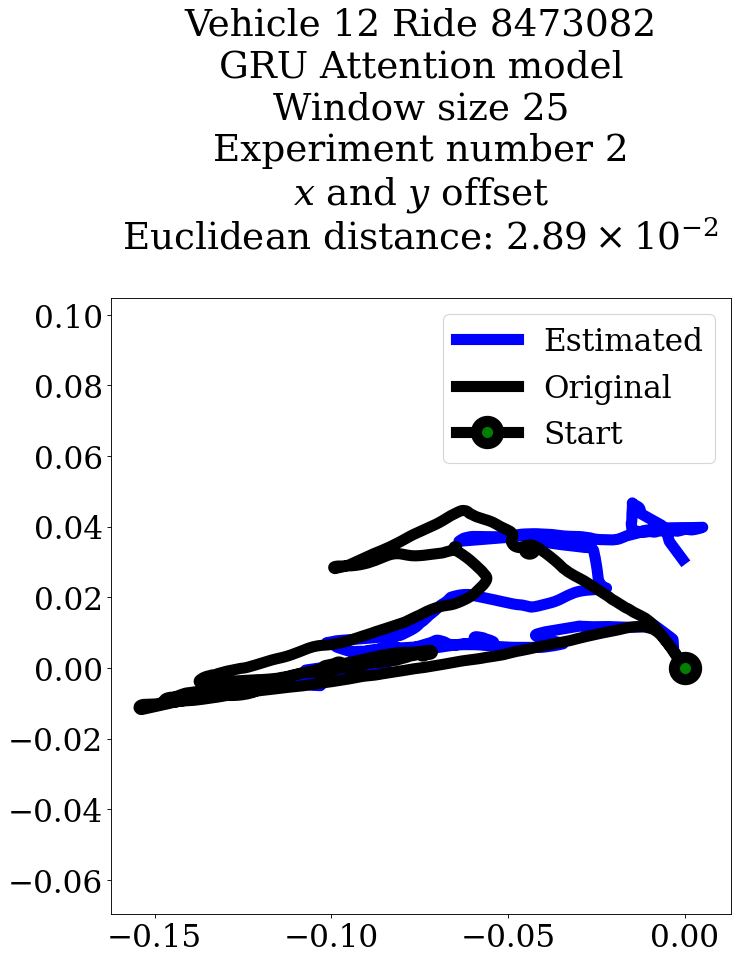 Vehicle 12 Ride 8473082
GRU Attention model
Window size 25
Experiment number 2
x and y offset
Euclidean distance: 2.89 × 10⁻²
Estimated
Original
Start
0.10
0.08
0.06
0.04
0.02
0.00
−0.02
−0.04
−0.06
−0.15
−0.10
−0.05
0.00